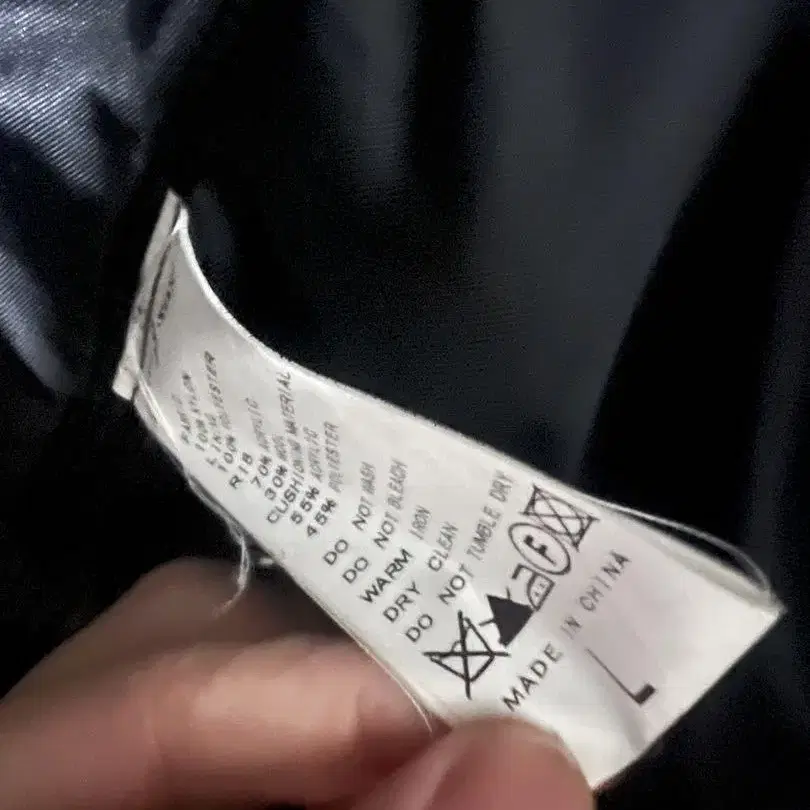 FABRIC
100% NYLON
LINING
100% POLYESTER
RIB
70% ACRYLIC
30% WOOL
CUSHIONING MATERIAL
55% ACRYLIC
45% POLYESTER
DO NOT WASH
DO NOT BLEACH
WARM IRON
DRY CLEAN
DO NOT TUMBLE DRY
F
MADE IN CHINA
L